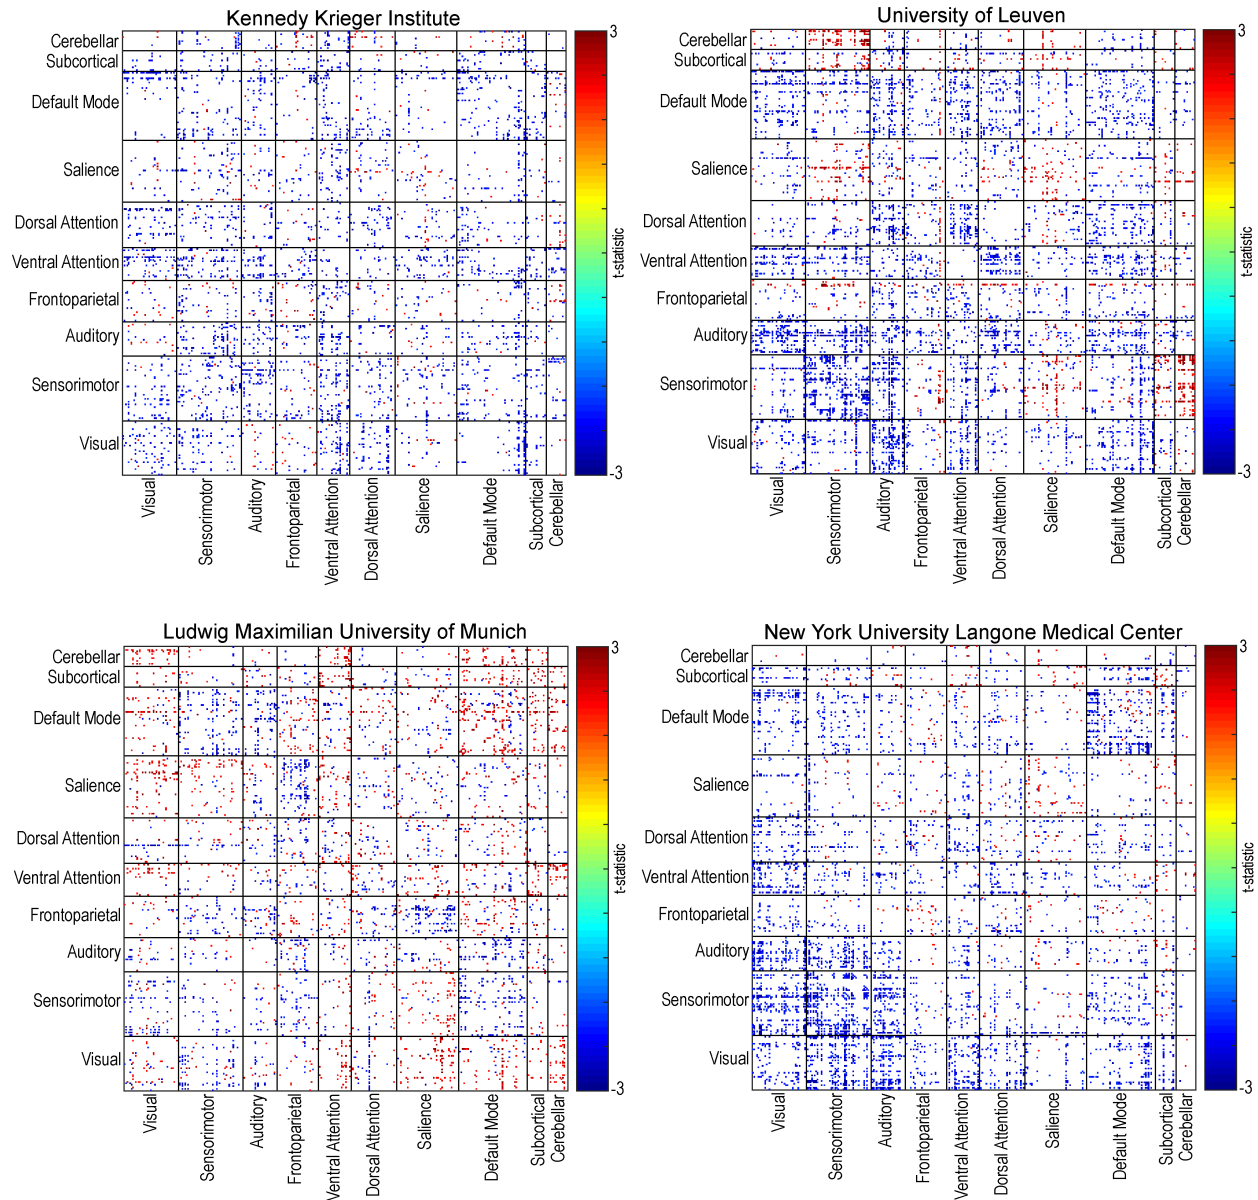 Kennedy Krieger Institute
Cerebellar
Subcortical
Default Mode
Salience
Dorsal Attention
Ventral Attention
Frontoparietal
Auditory
Sensorimotor
Visual
Visual
Sensorimotor
Auditory
Frontoparietal
Ventral Attention
Dorsal Attention
Salience
Default Mode
Subcortical
Cerebellar
3
t-statistic
-3
University of Leuven
Cerebellar
Subcortical
Default Mode
Salience
Dorsal Attention
Ventral Attention
Frontoparietal
Auditory
Sensorimotor
Visual
Visual
Sensorimotor
Auditory
Frontoparietal
Ventral Attention
Dorsal Attention
Salience
Default Mode
Subcortical
Cerebellar
3
t-statistic
-3
Ludwig Maximilian University of Munich
Cerebellar
Subcortical
Default Mode
Salience
Dorsal Attention
Ventral Attention
Frontoparietal
Auditory
Sensorimotor
Visual
Visual
Sensorimotor
Auditory
Frontoparietal
Ventral Attention
Dorsal Attention
Salience
Default Mode
Subcortical
Cerebellar
3
t-statistic
-3
New York University Langone Medical Center
Cerebellar
Subcortical
Default Mode
Salience
Dorsal Attention
Ventral Attention
Frontoparietal
Auditory
Sensorimotor
Visual
Visual
Sensorimotor
Auditory
Frontoparietal
Ventral Attention
Dorsal Attention
Salience
Default Mode
Subcortical
Cerebellar
3
t-statistic
-3